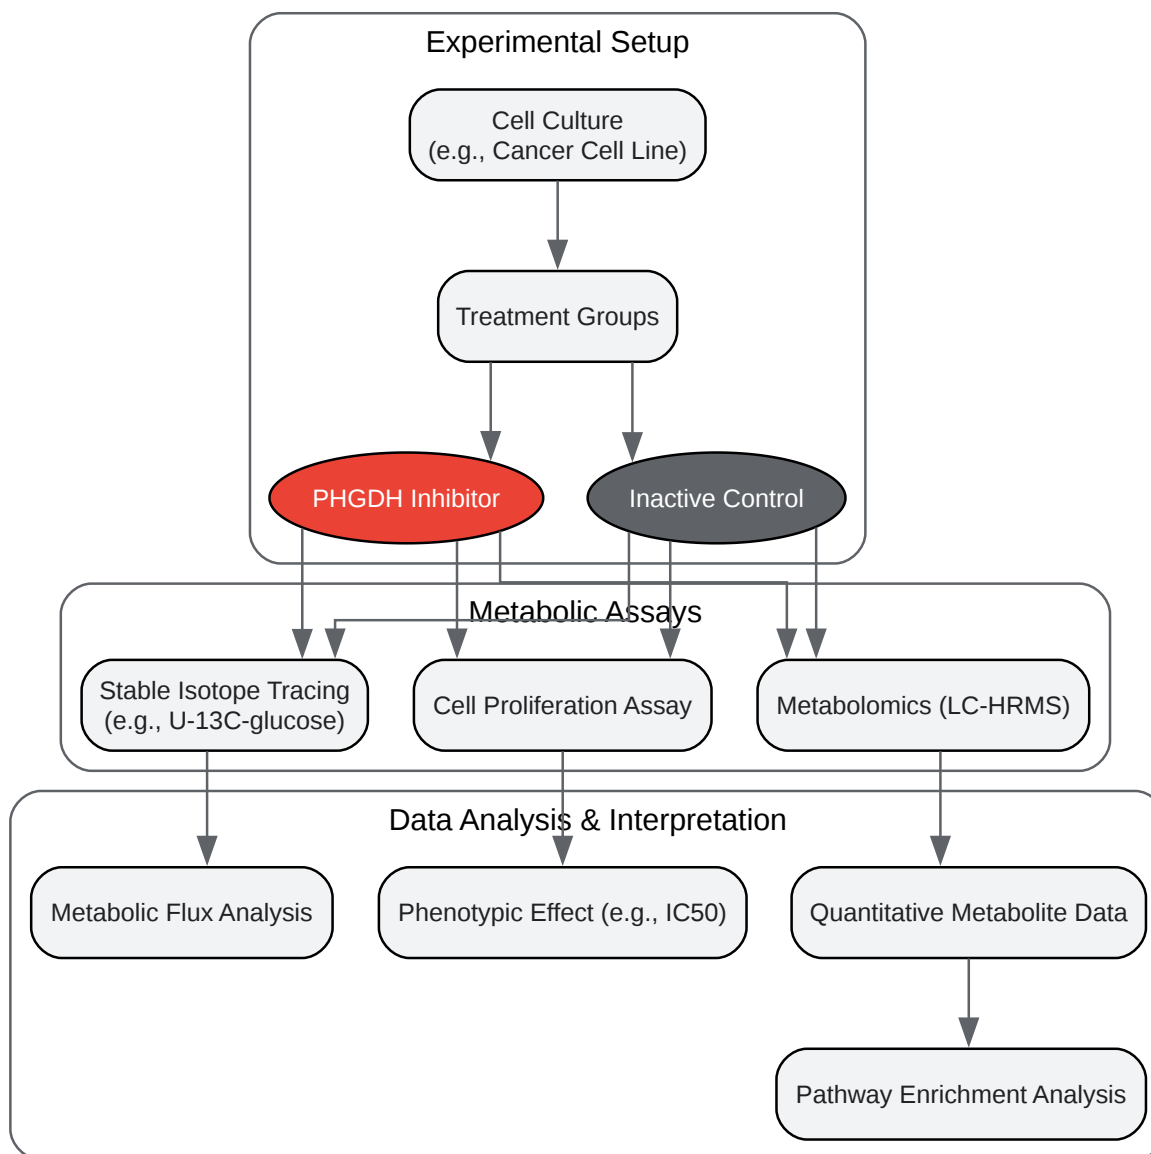 Experimental Setup
Cell Culture
(e.g., Cancer Cell Line)
Treatment Groups
PHGDH Inhibitor
Inactive Control
Metabolic Assays
Stable Isotope Tracing
(e.g., U-13C-glucose)
Cell Proliferation Assay
Metabolomics (LC-HRMS)
Data Analysis & Interpretation
Metabolic Flux Analysis
Phenotypic Effect (e.g., IC50)
Quantitative Metabolite Data
Pathway Enrichment Analysis